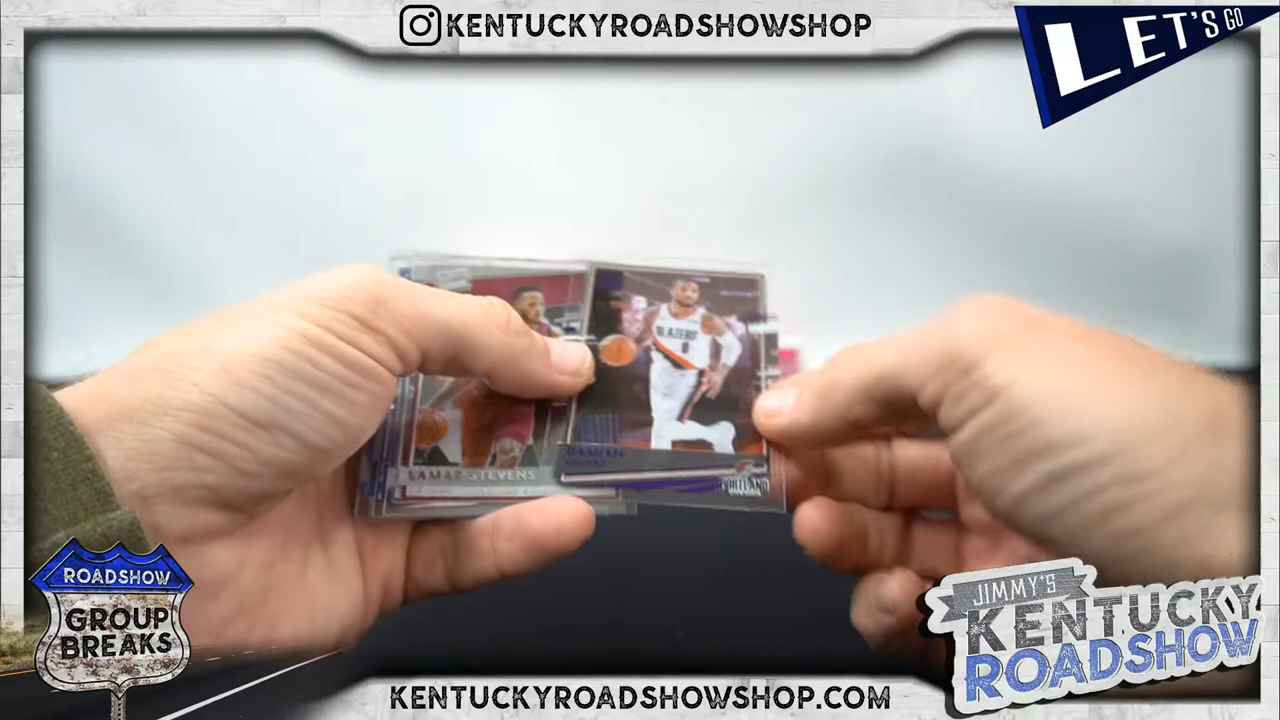 KENTUCKYROADSHOWSHOP
LET'S GO
BLAZERS
DAMIAN
LAMAR STEVENS
PORTLAND
ROADSHOW
GROUP
BREAKS
JIMMY'S
KENTUCKY
ROADSHOW
KENTUCKYROADSHOWSHOP.COM